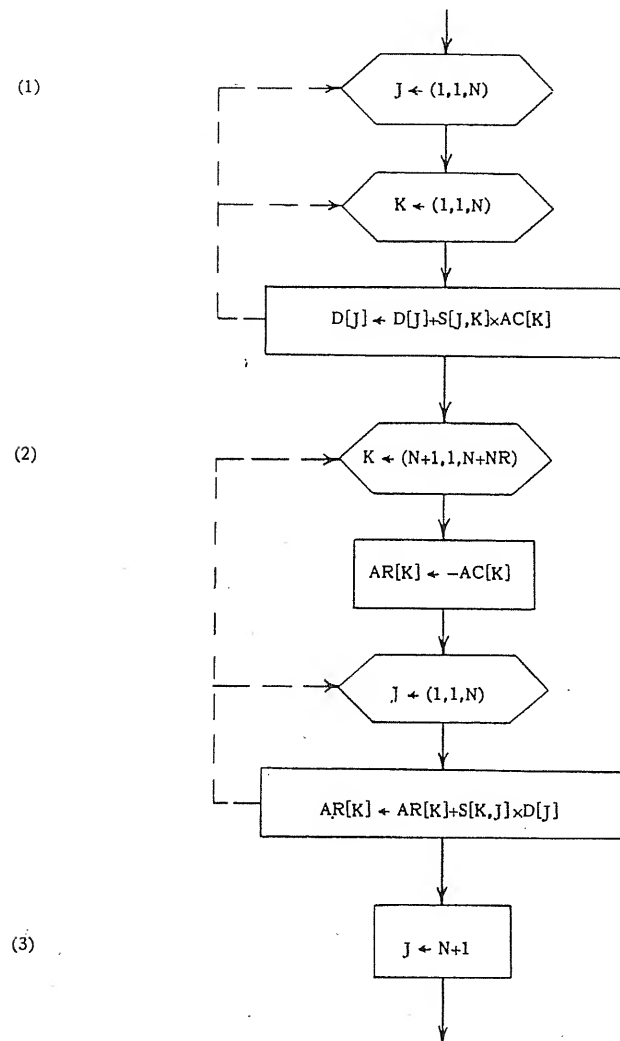 (1)
J ← (1,1,N)
K ← (1,1,N)
D[J] ← D[J]+S[J,K]×AC[K]
(2)
K ← (N+1,1,N+NR)
AR[K] ← -AC[K]
J ← (1,1,N)
AR[K] ← AR[K]+S[K,J]×D[J]
(3)
J ← N+1